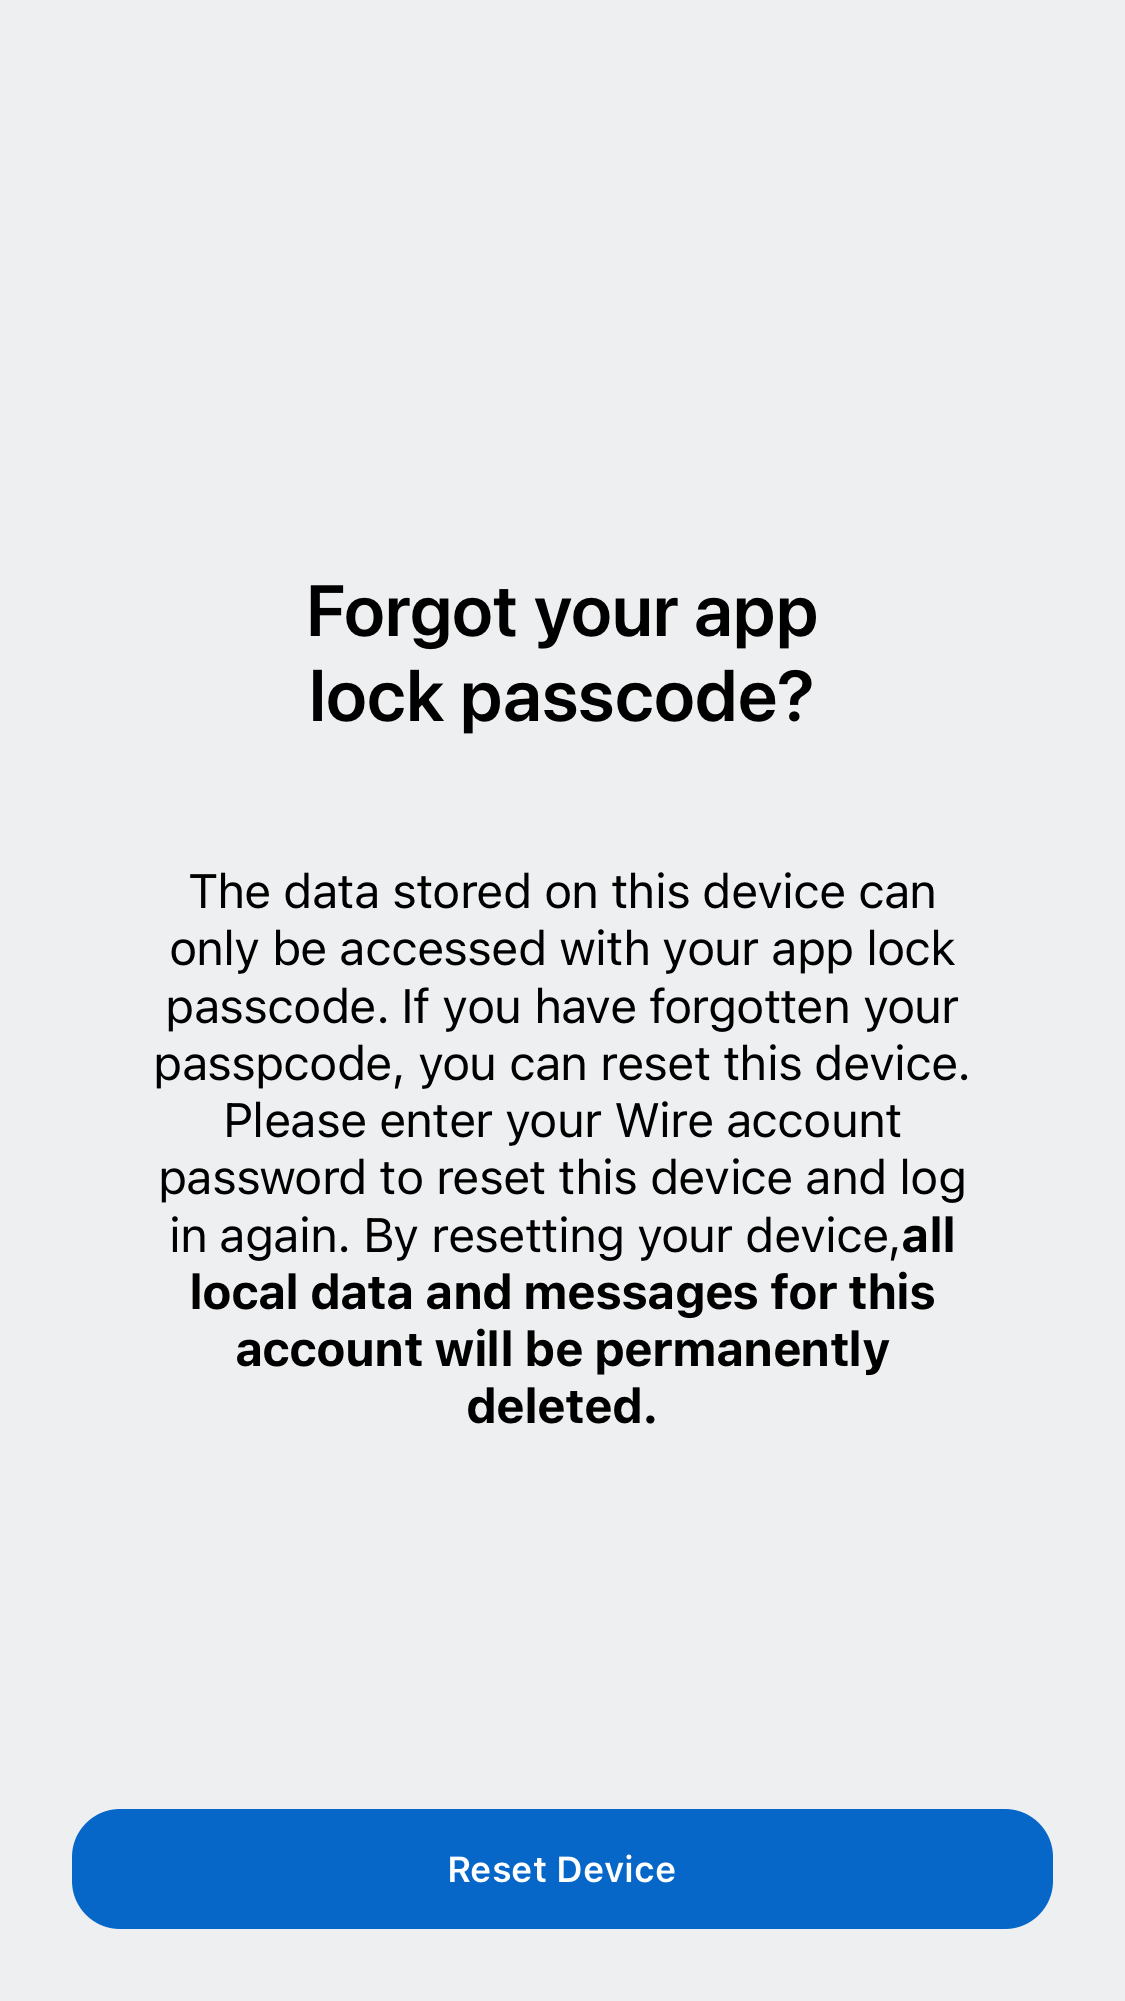 Forgot your app
lock passcode?
The data stored on this device can
only be accessed with your app lock
passcode. If you have forgotten your
passpcode, you can reset this device.
Please enter your Wire account
password to reset this device and log
in again. By resetting your device,all
local data and messages for this
account will be permanently
deleted.
Reset Device